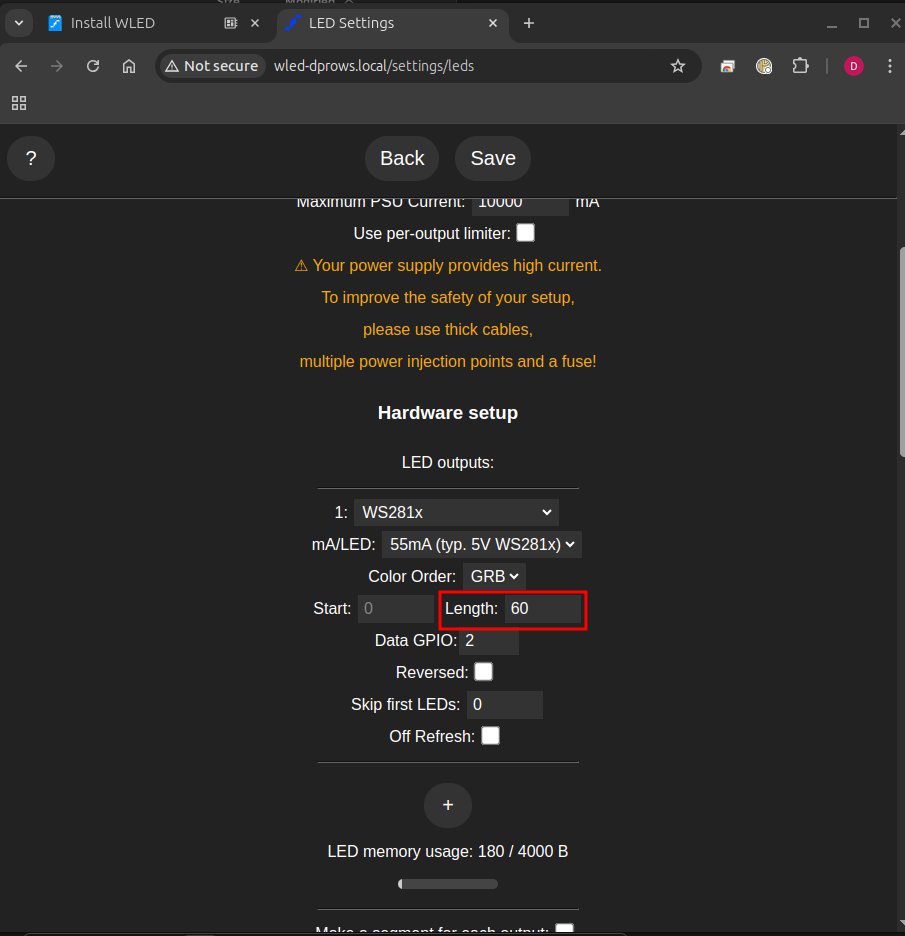 Install WLED
LED Settings
Not secure
wled-dprows.local/settings/leds
D
?
Back
Save
Maximum PSU Current: 10000 mA
Use per-output limiter:
⚠ Your power supply provides high current.
To improve the safety of your setup,
please use thick cables,
multiple power injection points and a fuse!
Hardware setup
LED outputs:
1: WS281x
mA/LED: 55mA (typ. 5V WS281x)
Color Order: GRB
Start: 0 Length: 60
Data GPIO: 2
Reversed:
Skip first LEDs: 0
Off Refresh:
+
LED memory usage: 180 / 4000 B
Make a segment for each output: